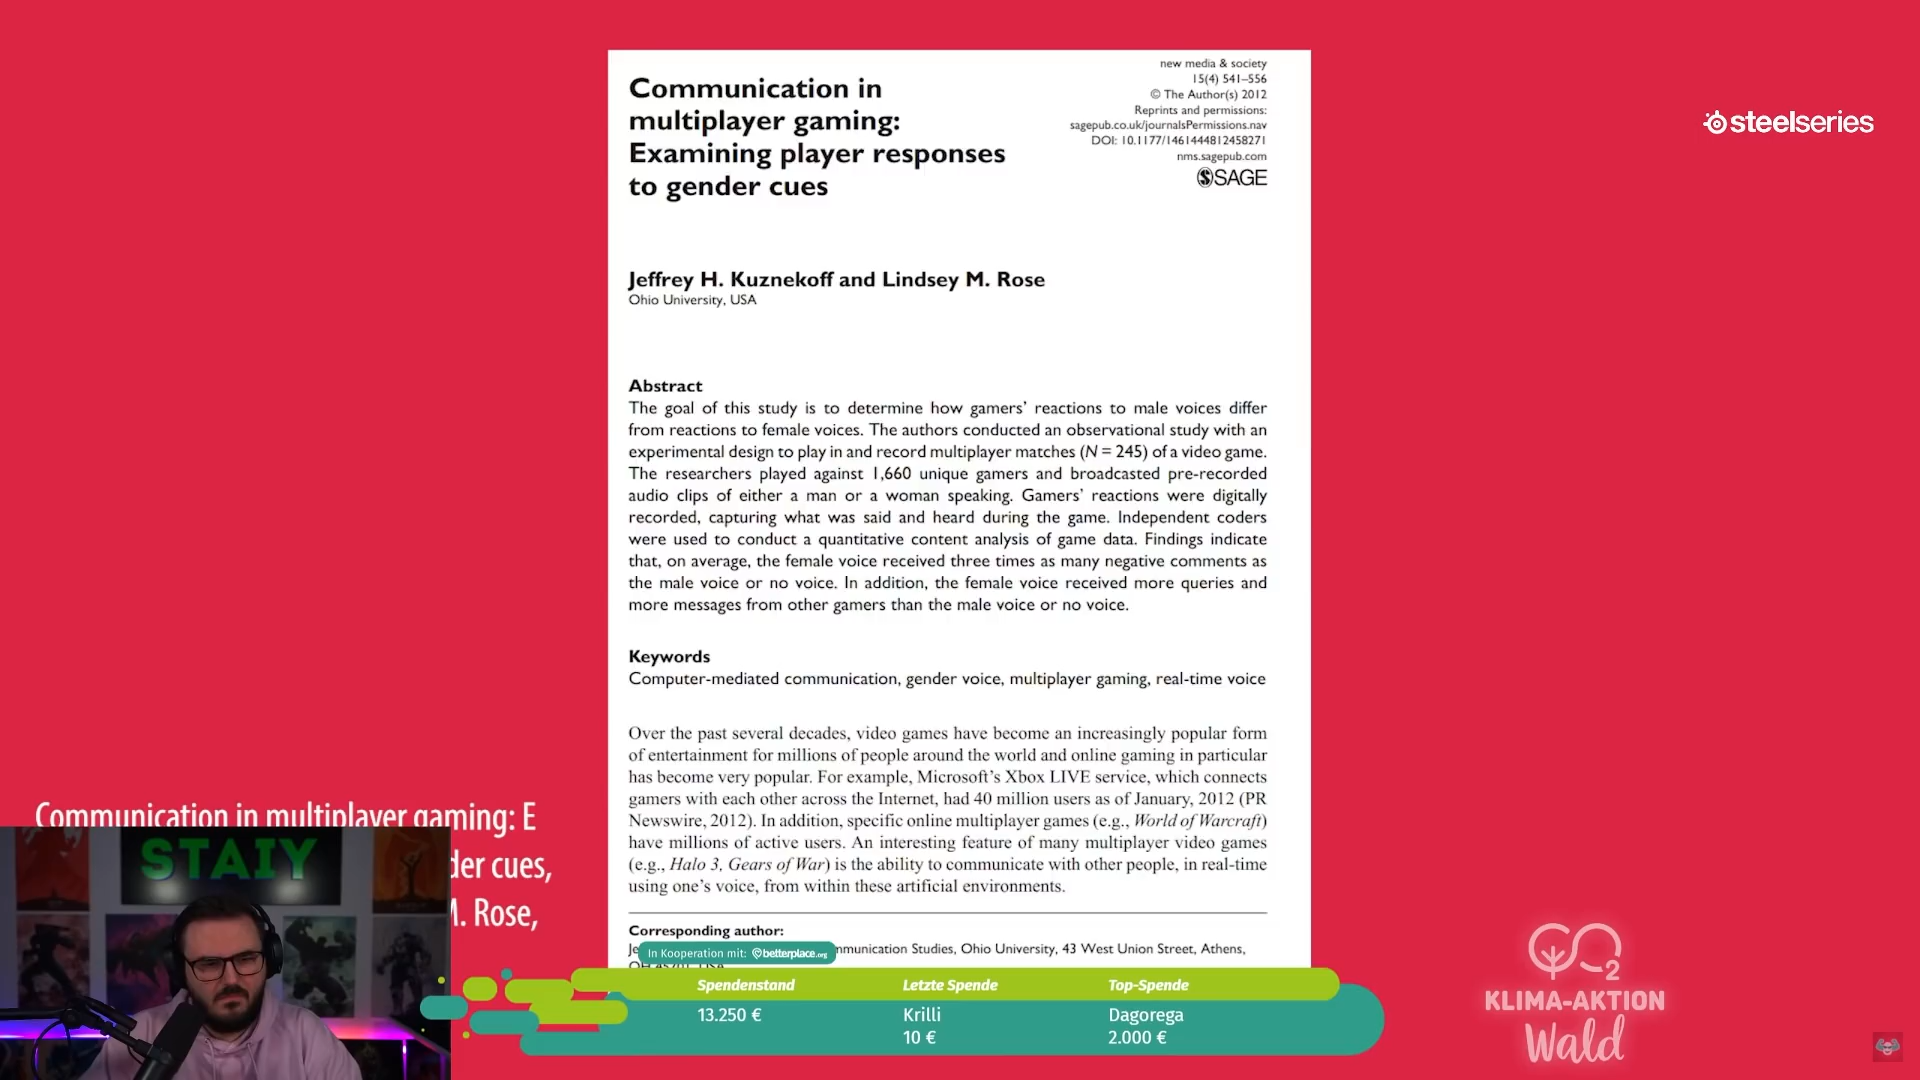 Communication in
multiplayer gaming:
Examining player responses
to gender cues
new media & society
15(4) 541–556
© The Author(s) 2012
Reprints and permissions:
sagepub.co.uk/journalsPermissions.nav
DOI: 10.1177/1461444812458271
nms.sagepub.com
SAGE
steelseries
Jeffrey H. Kuznekoff and Lindsey M. Rose
Ohio University, USA
Abstract
The goal of this study is to determine how gamers’ reactions to male voices differ
from reactions to female voices. The authors conducted an observational study with an
experimental design to play in and record multiplayer matches (N = 245) of a video game.
The researchers played against 1,660 unique gamers and broadcasted pre-recorded
audio clips of either a man or a woman speaking. Gamers’ reactions were digitally
recorded, capturing what was said and heard during the game. Independent coders
were used to conduct a quantitative content analysis of game data. Findings indicate
that, on average, the female voice received three times as many negative comments as
the male voice or no voice. In addition, the female voice received more queries and
more messages from other gamers than the male voice or no voice.
Keywords
Computer-mediated communication, gender voice, multiplayer gaming, real-time voice
Over the past several decades, video games have become an increasingly popular form
of entertainment for millions of people around the world and online gaming in particular
has become very popular. For example, Microsoft’s Xbox LIVE service, which connects
gamers with each other across the Internet, had 40 million users as of January, 2012 (PR
Newswire, 2012). In addition, specific online multiplayer games (e.g., World of Warcraft)
have millions of active users. An interesting feature of many multiplayer video games
(e.g., Halo 3, Gears of War) is the ability to communicate with other people, in real-time
using one’s voice, from within these artificial environments.
Corresponding author:
Communication Studies, Ohio University, 43 West Union Street, Athens,
Communication in multiplayer gaming: E
der cues,
M. Rose,
STAIY
In Kooperation mit: betterplace.org
Spendenstand
13.250 €
Letzte Spende
Krilli
10 €
Top-Spende
Dagorega
2.000 €
CO2
KLIMA-AKTION
Wald